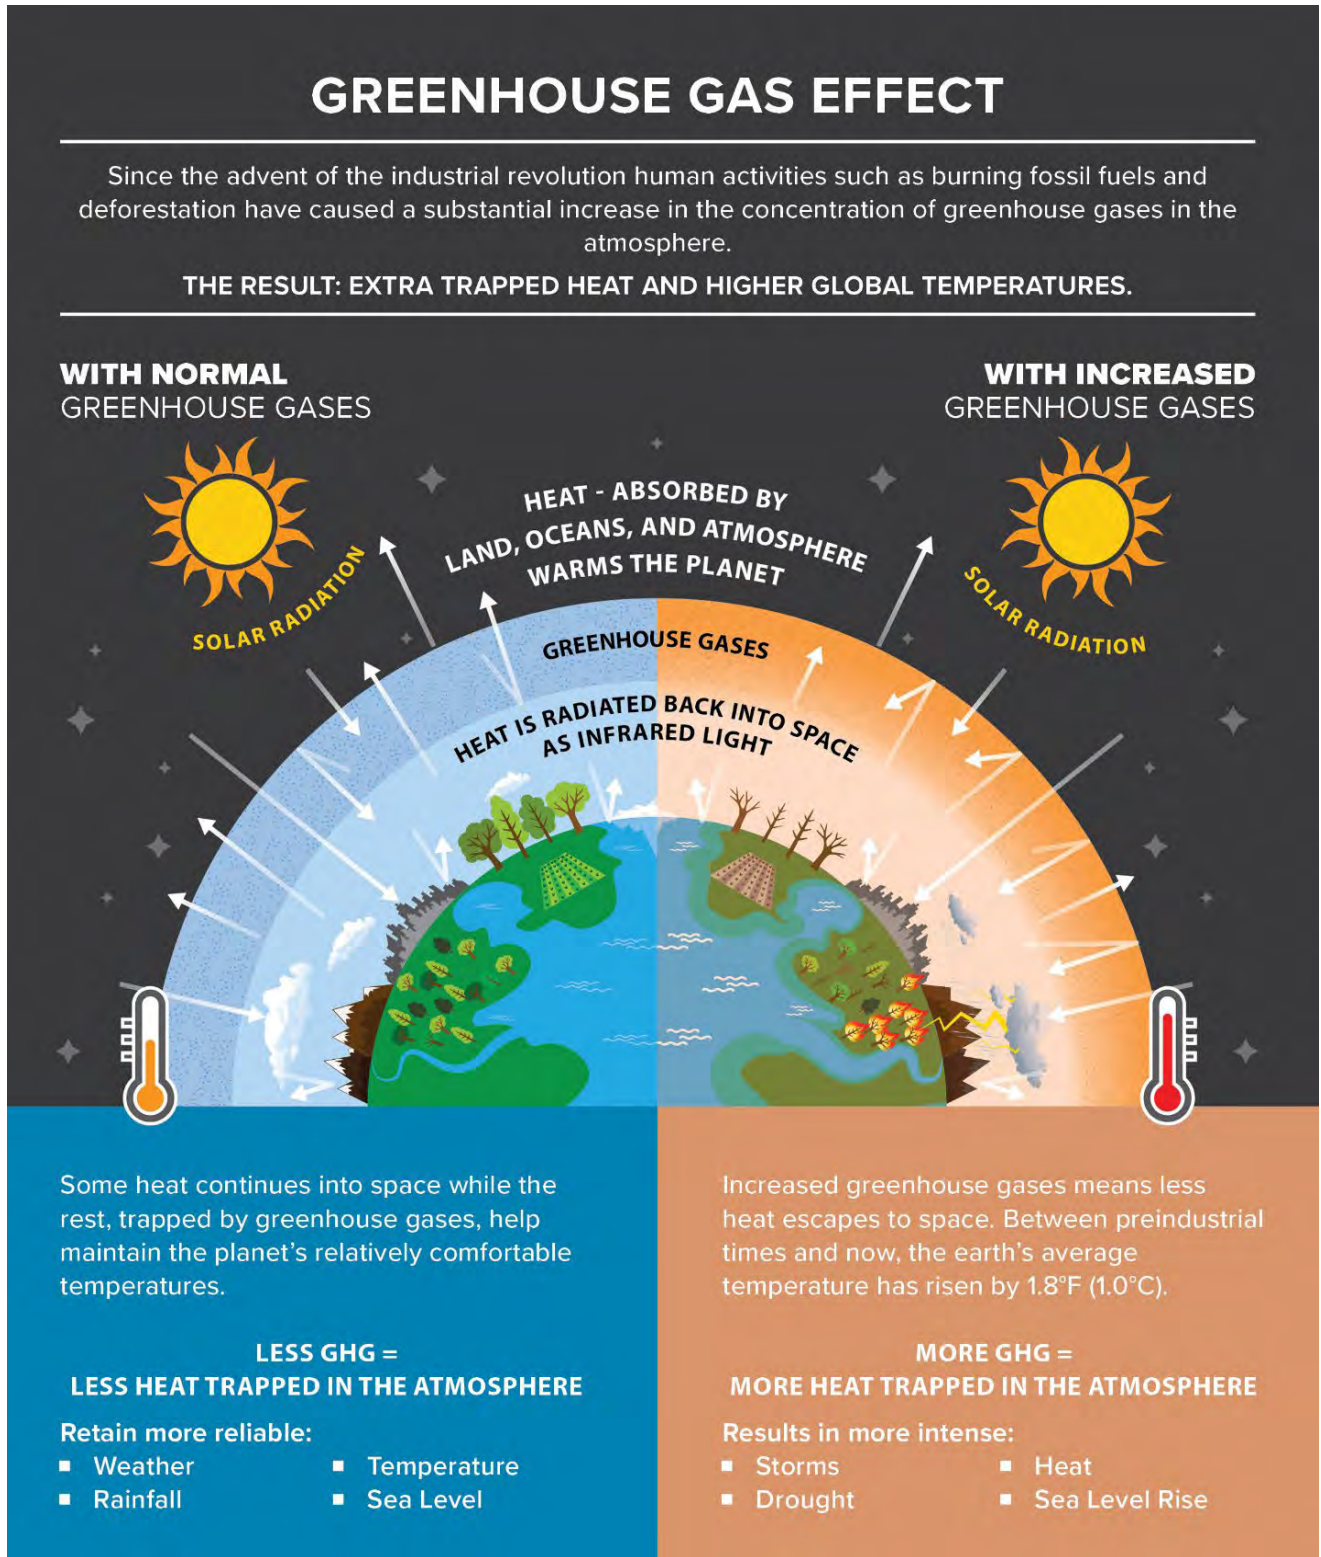 GREENHOUSE GAS EFFECT
Since the advent of the industrial revolution human activities such as burning fossil fuels and
deforestation have caused a substantial increase in the concentration of greenhouse gases in the
atmosphere.
THE RESULT: EXTRA TRAPPED HEAT AND HIGHER GLOBAL TEMPERATURES.
WITH NORMAL
GREENHOUSE GASES
WITH INCREASED
GREENHOUSE GASES
HEAT - ABSORBED BY
LAND, OCEANS, AND ATMOSPHERE
WARMS THE PLANET
SOLAR RADIATION
SOLAR RADIATION
GREENHOUSE GASES
HEAT IS RADIATED BACK INTO SPACE
AS INFRARED LIGHT
Some heat continues into space while the
rest, trapped by greenhouse gases, help
maintain the planet's relatively comfortable
temperatures.
LESS GHG =
LESS HEAT TRAPPED IN THE ATMOSPHERE
Retain more reliable:
▪ Weather
▪ Temperature
▪ Rainfall
▪ Sea Level
Increased greenhouse gases means less
heat escapes to space. Between preindustrial
times and now, the earth's average
temperature has risen by 1.8°F (1.0°C).
MORE GHG =
MORE HEAT TRAPPED IN THE ATMOSPHERE
Results in more intense:
▪ Storms
▪ Heat
▪ Drought
▪ Sea Level Rise